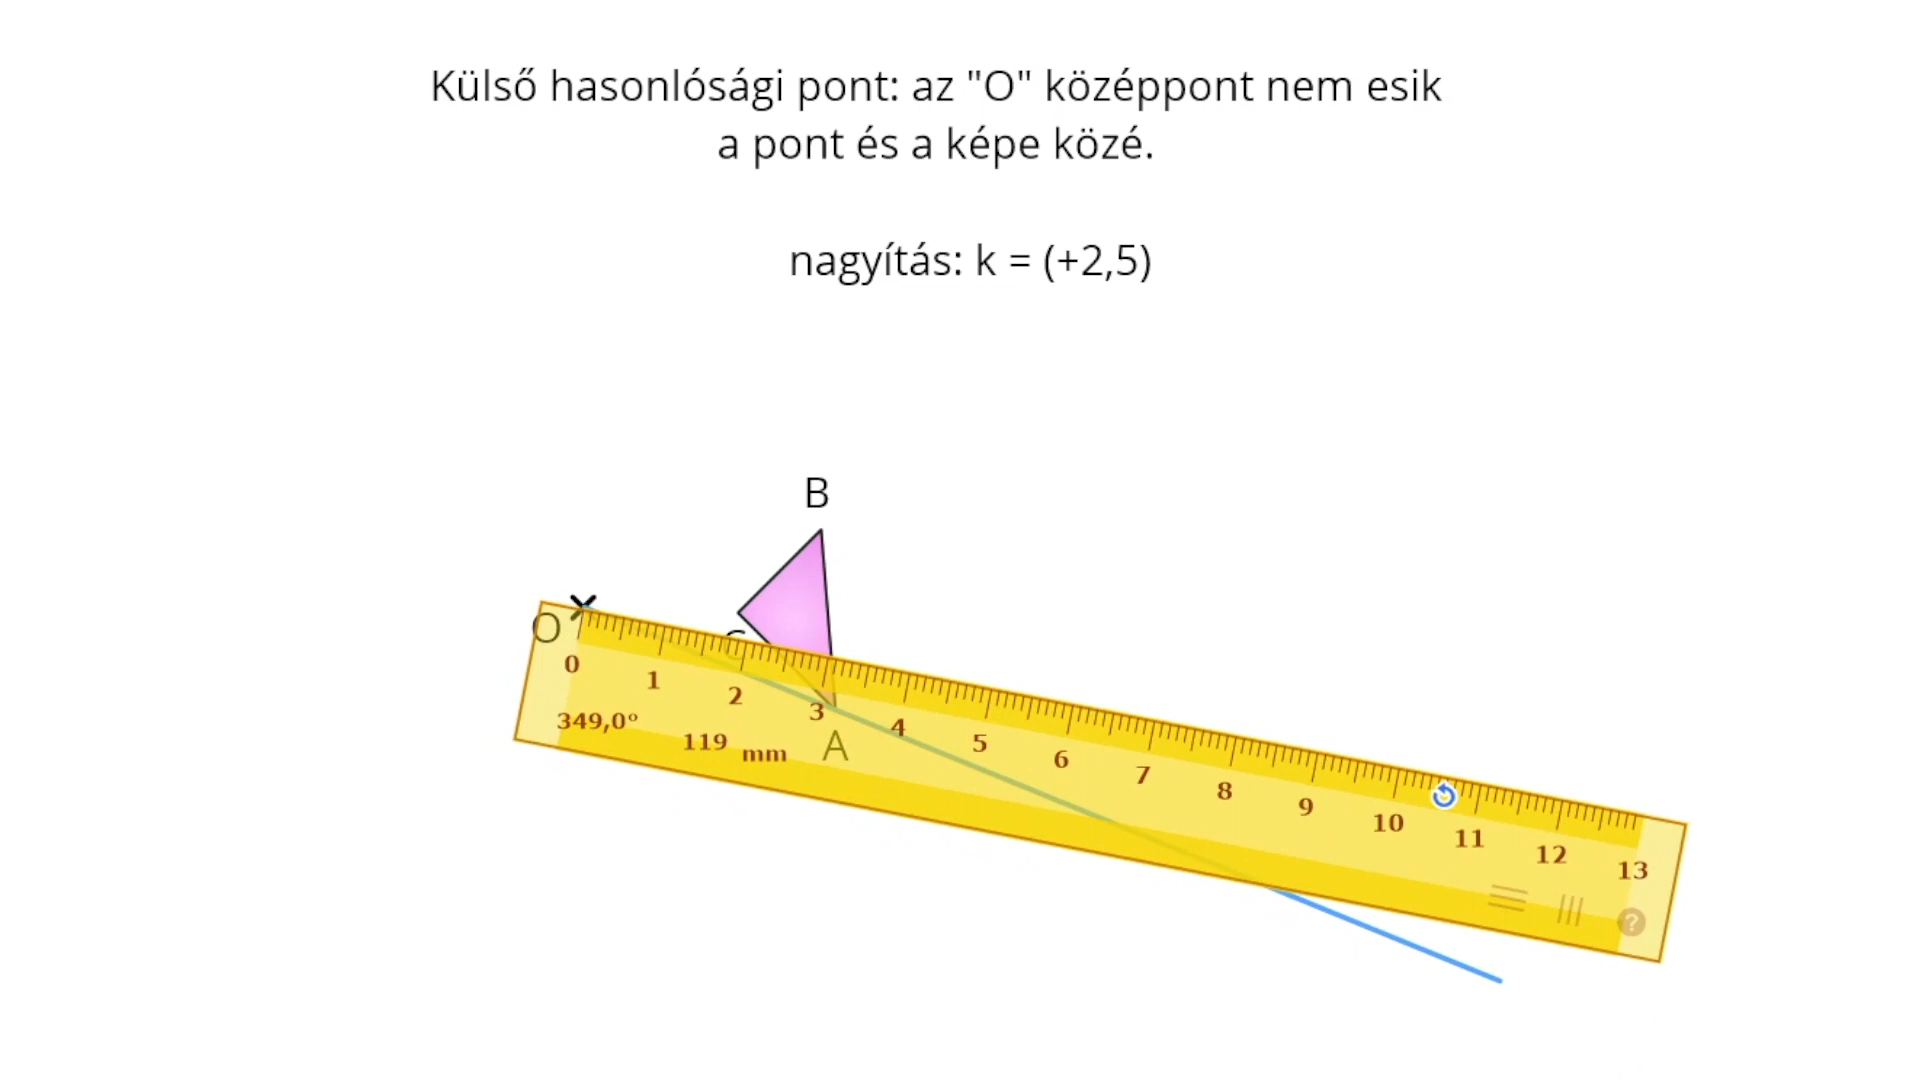 Külső hasonlósági pont: az "O" középpont nem esik
a pont és a képe közé.
nagyítás: k = (+2,5)
B
O
C
0 1 2 3 4 5 6 7 8 9 10 11 12 13
349,0°
119 mm
A
?